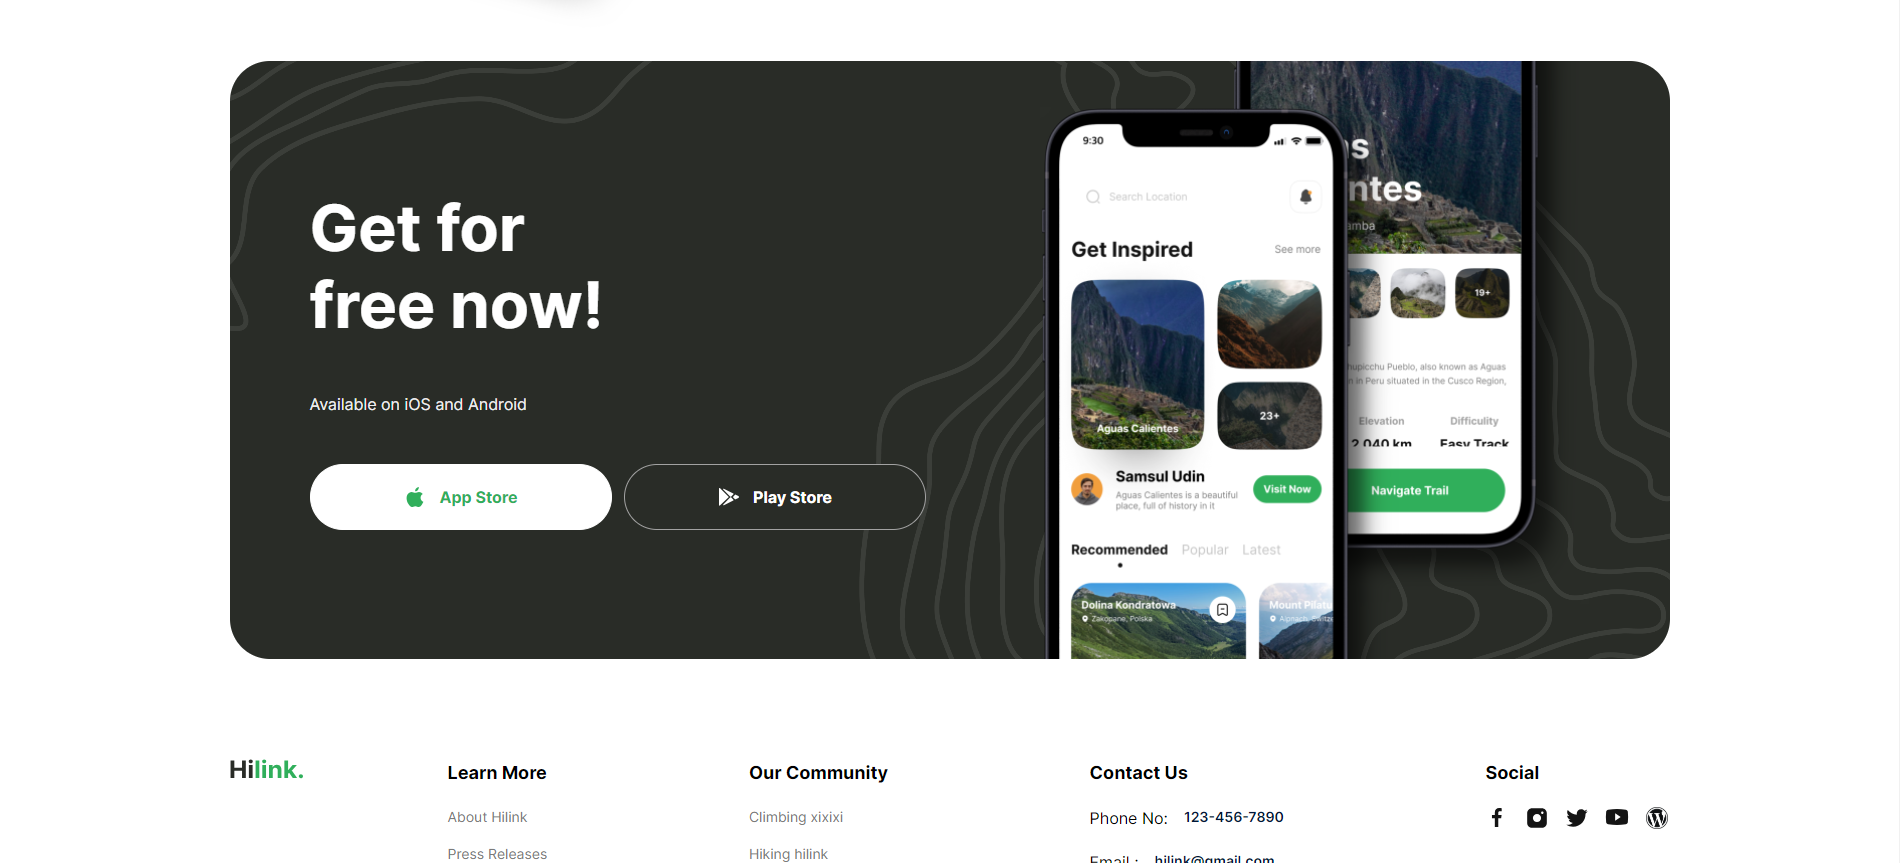 Get for
free now!
Available on iOS and Android
App Store
Play Store
9:30
Search Location
Get Inspired
See more
Aguas Calientes
23+
Samsul Udin
Aguas Calientes is a beautiful
place, full of history in it
Visit Now
Recommended
Popular
Latest
Dolina Kondratowa
Zakopane, Polska
Mount Pilatu
s
ntes
amba
19+
hupicchu Pueblo, also known as Aguas
n in Peru situated in the Cusco Region,
Elevation
Difficulity
2.040 km
Easy Track
Navigate Trail
Hilink.
Learn More
About Hilink
Press Releases
Our Community
Climbing xixixi
Hiking hilink
Contact Us
Phone No: 123-456-7890
Email : hilink@gmail.com
Social